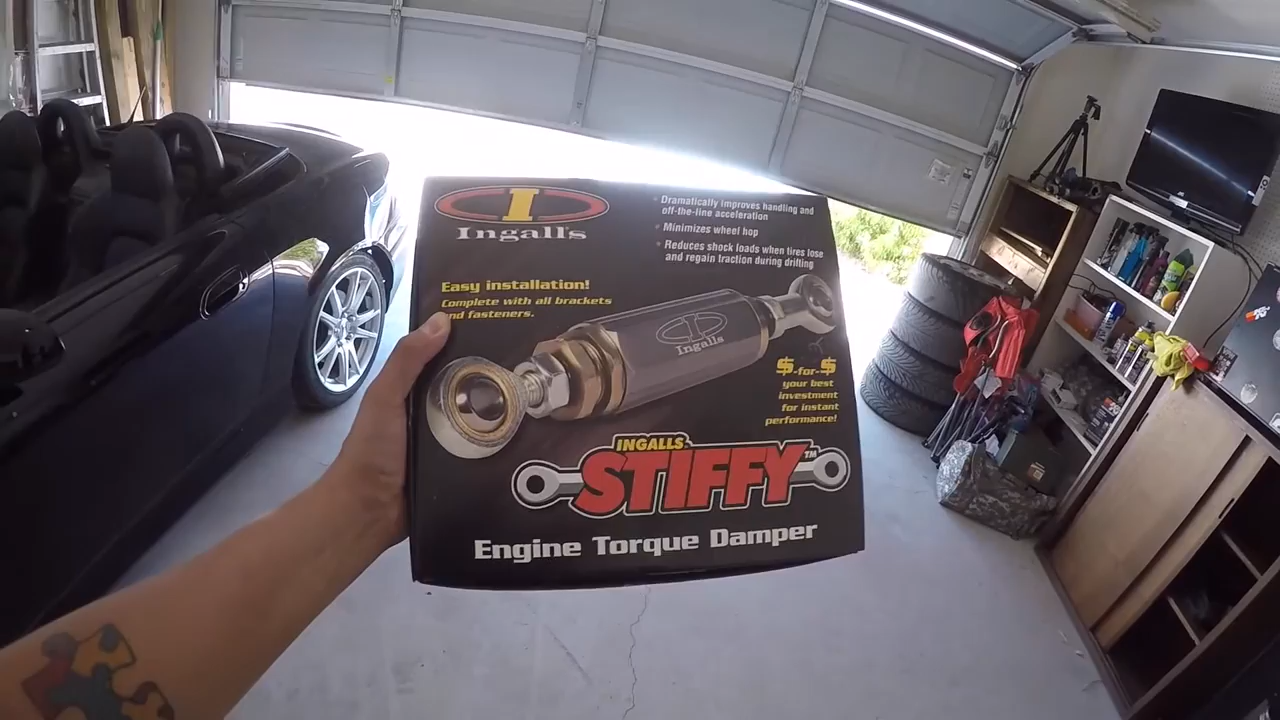 Ingalls
• Dramatically improves handling and
off-the-line acceleration
• Minimizes wheel hop
• Reduces shock loads when tires lose
and regain traction during drifting
Easy installation!
Complete with all brackets
and fasteners.
Ingalls
$-for-$
your best
investment
for instant
performance!
INGALLS
STIFFY™
Engine Torque Damper